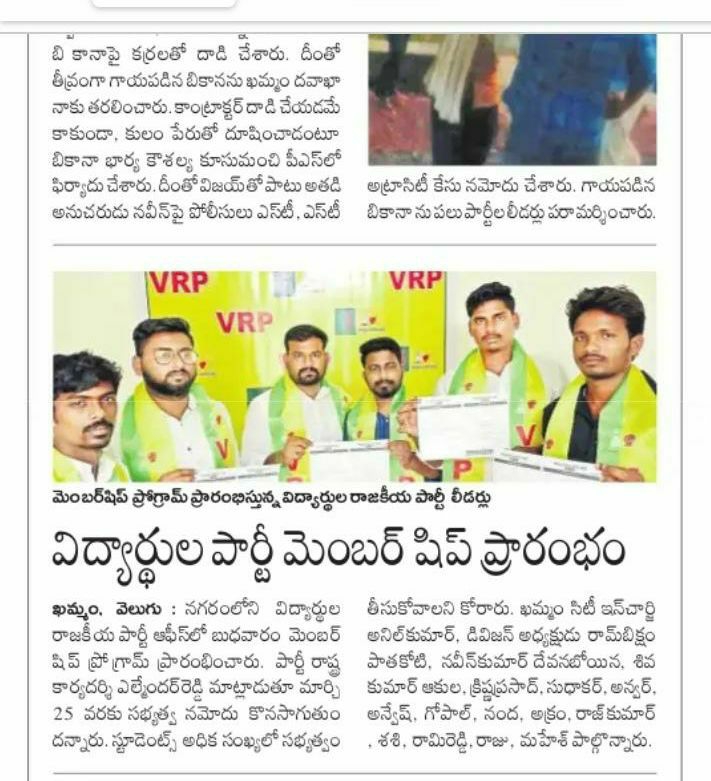 బి కానాపై కర్రలతో దాడి చేశారు. దీంతో
తీవ్రంగా గాయపడిన బికానను ఖమ్మం దవాఖా
నాకు తరలించారు. కాంట్రాక్టర్ దాడి చేయడమే
కాకుండా, కులం పేరుతో దూషించాడంటూ
బికానా భార్య కౌశల్య కూసుమంచి పీఎస్‌లో
ఫిర్యాదు చేశారు. దీంతో విజయ్‌తో పాటు అతడి
అనుచరుడు నవీన్‌పై పోలీసులు ఎస్‌టీ, ఎస్‌టీ
అట్రాసిటీ కేసు నమోదు చేశారు. గాయపడిన
బికానా ను పలు పార్టీల లీడర్లు పరామర్శించారు.
VRP
VRP
VRP
V
V
P
మెంబర్‌షిప్ ప్రోగ్రామ్ ప్రారంభిస్తున్న విద్యార్థుల రాజకీయ పార్టీ లీడర్లు
విద్యార్థుల పార్టీ మెంబర్ షిప్ ప్రారంభం
ఖమ్మం, వెలుగు : నగరంలోని విద్యార్థుల
రాజకీయ పార్టీ ఆఫీస్‌లో బుధవారం మెంబర్
షిప్ ప్రోగ్రామ్ ప్రారంభించారు. పార్టీ రాష్ట్ర
కార్యదర్శి ఎల్మేందర్‌రెడ్డి మాట్లాడుతూ మార్చి
25 వరకు సభ్యత్వ నమోదు కొనసాగుతుం
దన్నారు. స్టూడెంట్స్ అధిక సంఖ్యలో సభ్యత్వం
తీసుకోవాలని కోరారు. ఖమ్మం సిటీ ఇన్‌చార్జి
అనిల్‌కుమార్, డివిజన్ అధ్యక్షుడు రామ్‌బిక్షం
పాతకోటి, నవీన్‌కుమార్ దేవనబోయిన, శివ
కుమార్ ఆకుల, క్రిష్ణప్రసాద్, సుధాకర్, అన్వర్,
అన్వేష్, గోపాల్, నంద, అక్రం, రాజ్‌కుమార్
, శశి, రామిరెడ్డి, రాజు, మహేశ్ పాల్గొన్నారు.